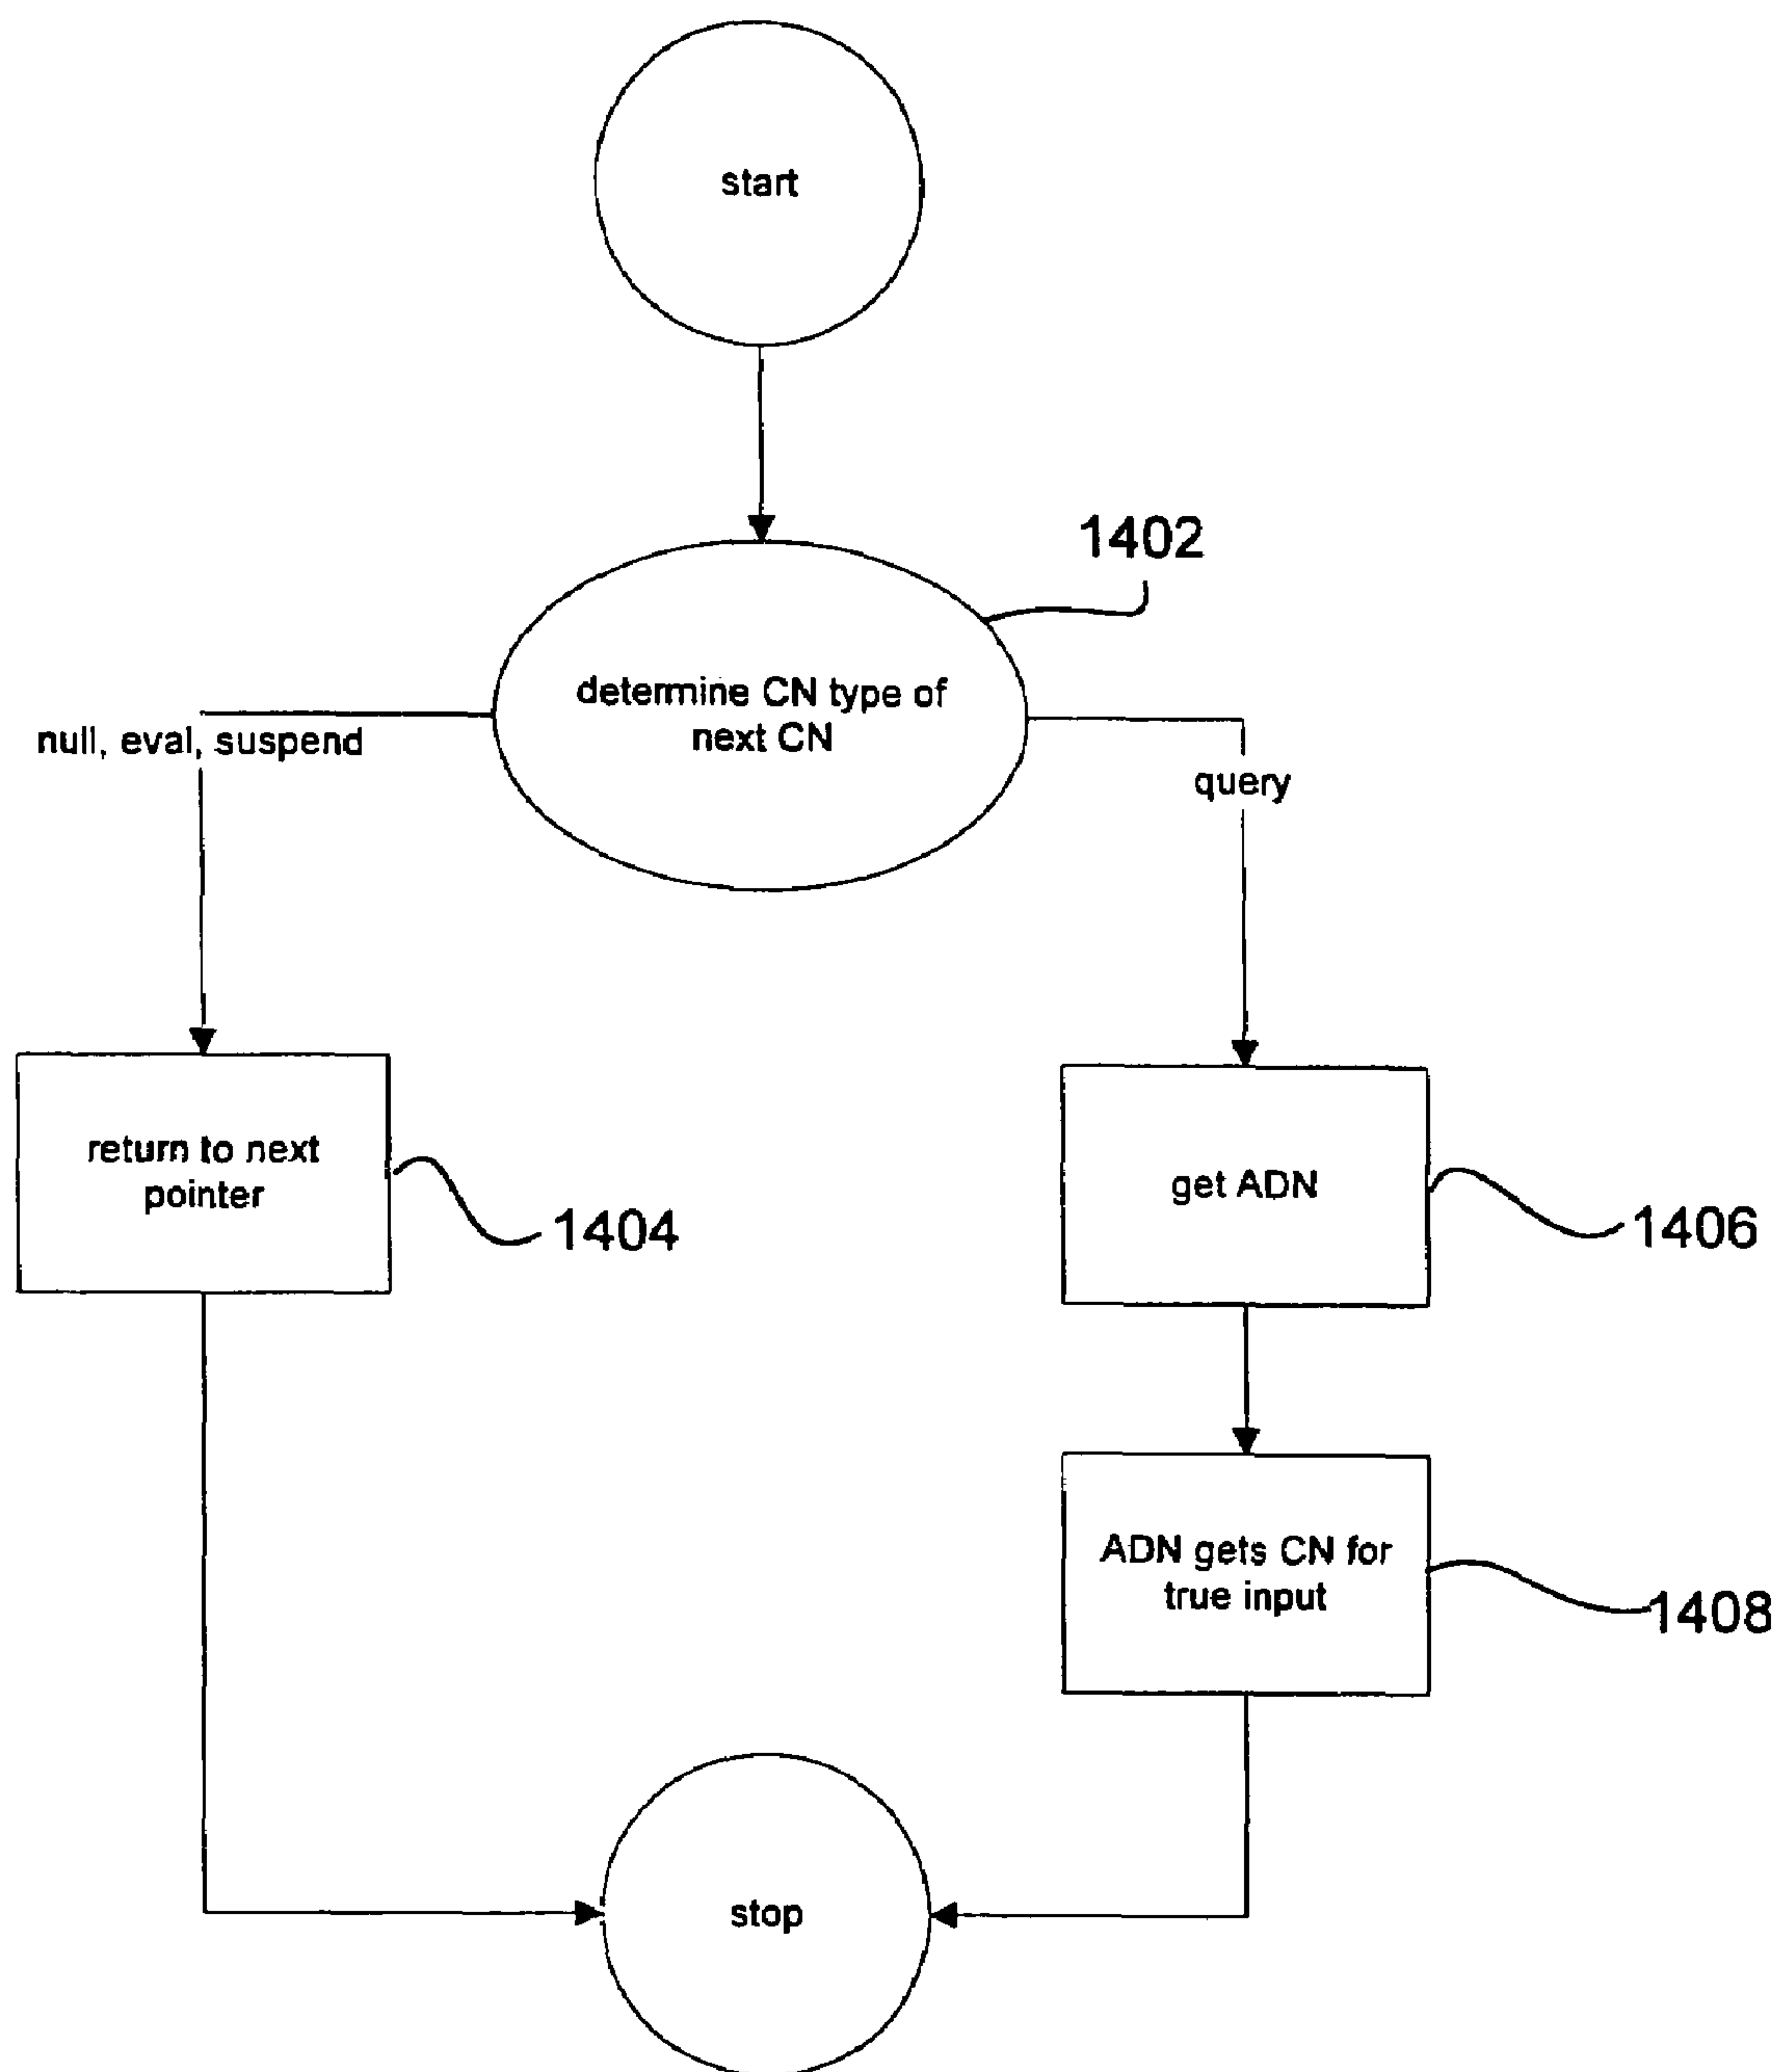 start
1402
determine CN type of
next CN
null, eval, suspend
query
return to next
pointer
1404
get ADN
1406
ADN gets CN for
true input
1408
stop